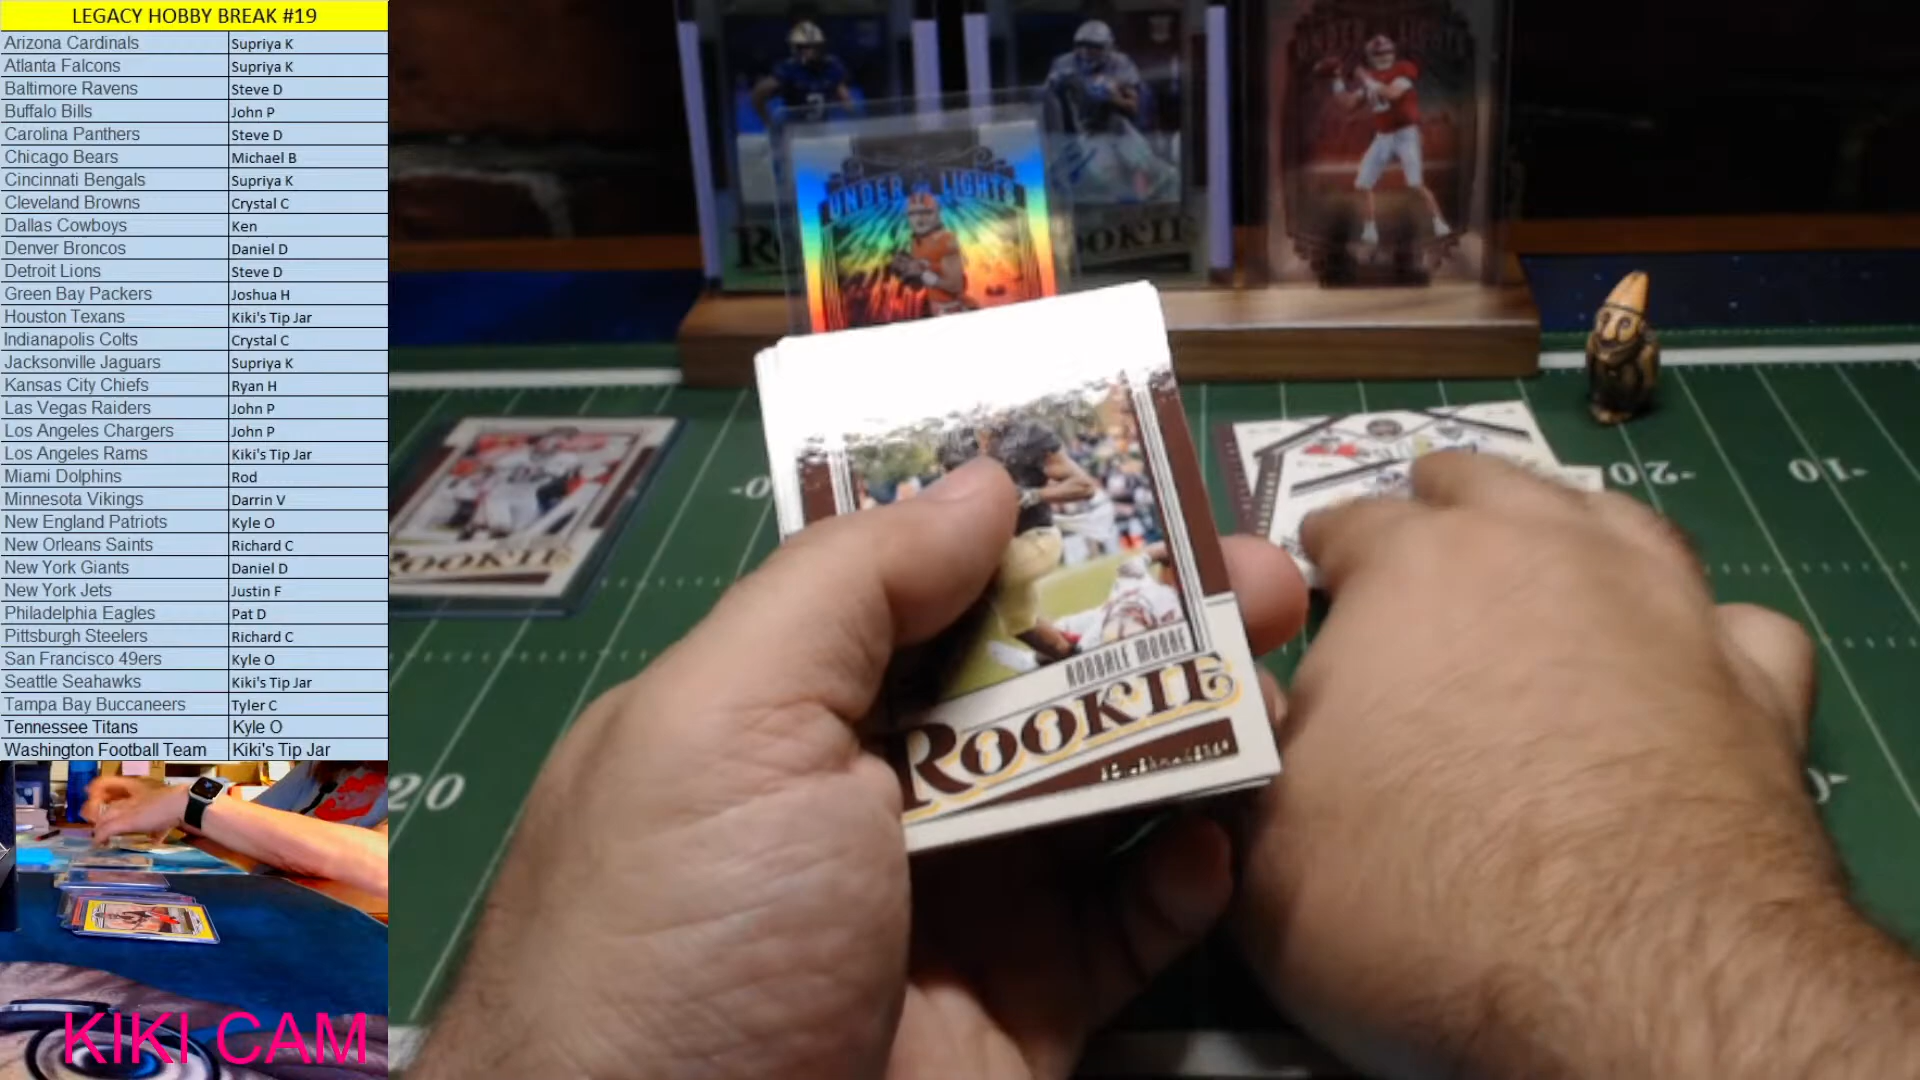 LEGACY HOBBY BREAK #19
Arizona Cardinals Supriya K
Atlanta Falcons Supriya K
Baltimore Ravens Steve D
Buffalo Bills John P
Carolina Panthers Steve D
Chicago Bears Michael B
Cincinnati Bengals Supriya K
Cleveland Browns Crystal C
Dallas Cowboys Ken
Denver Broncos Daniel D
Detroit Lions Steve D
Green Bay Packers Joshua H
Houston Texans Kiki's Tip Jar
Indianapolis Colts Crystal C
Jacksonville Jaguars Supriya K
Kansas City Chiefs Ryan H
Las Vegas Raiders John P
Los Angeles Chargers John P
Los Angeles Rams Kiki's Tip Jar
Miami Dolphins Rod
Minnesota Vikings Darrin V
New England Patriots Kyle O
New Orleans Saints Richard C
New York Giants Daniel D
New York Jets Justin F
Philadelphia Eagles Pat D
Pittsburgh Steelers Richard C
San Francisco 49ers Kyle O
Seattle Seahawks Kiki's Tip Jar
Tampa Bay Buccaneers Tyler C
Tennessee Titans Kyle O
Washington Football Team Kiki's Tip Jar
KIKI CAM
UNDER LIGHTS
UNDER LIGHTS
ROOKIE
RONDALE MOORE
ROOKIE
-20
-10
20